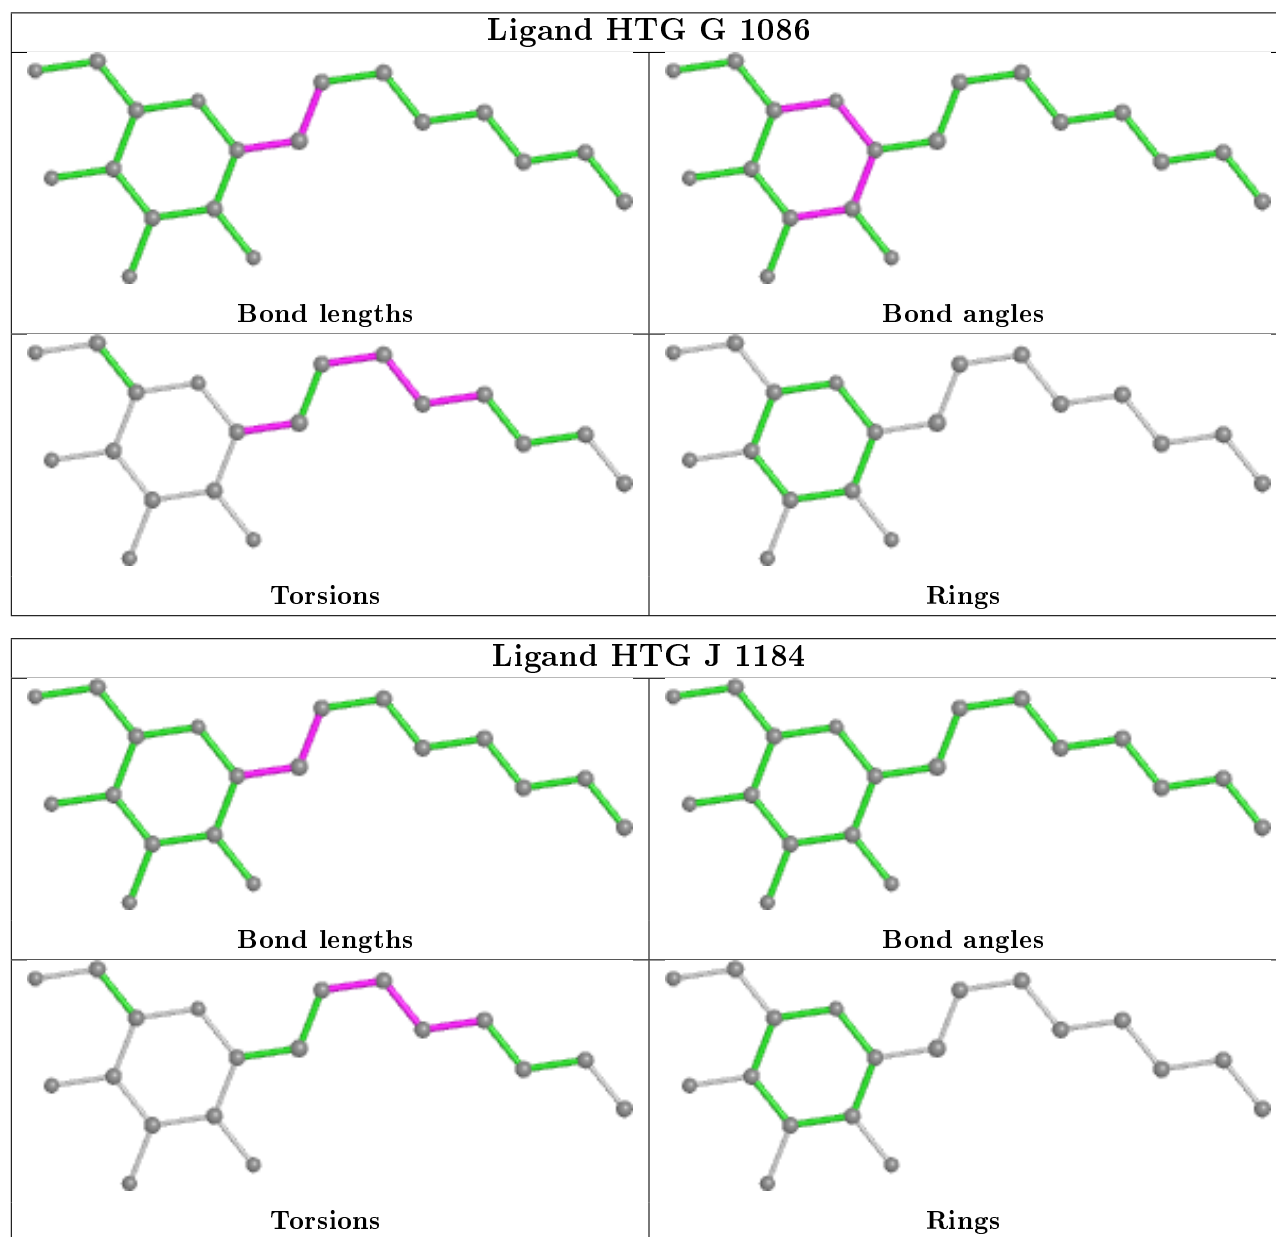 Ligand HTG G 1086
Bond lengths
Bond angles
Torsions
Rings
Ligand HTG J 1184
Bond lengths
Bond angles
Torsions
Rings